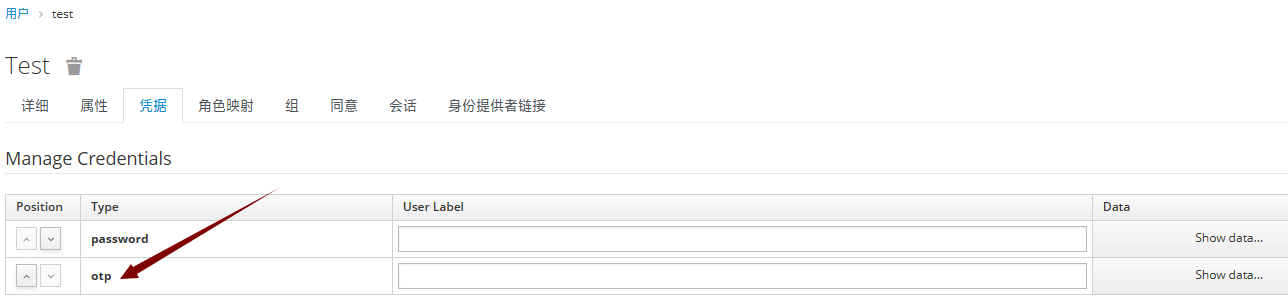 用户 > test
Test
详细 属性 凭据 角色映射 组 同意 会话 身份提供者链接
Manage Credentials
Position Type User Label Data
password Show data...
otp Show data...